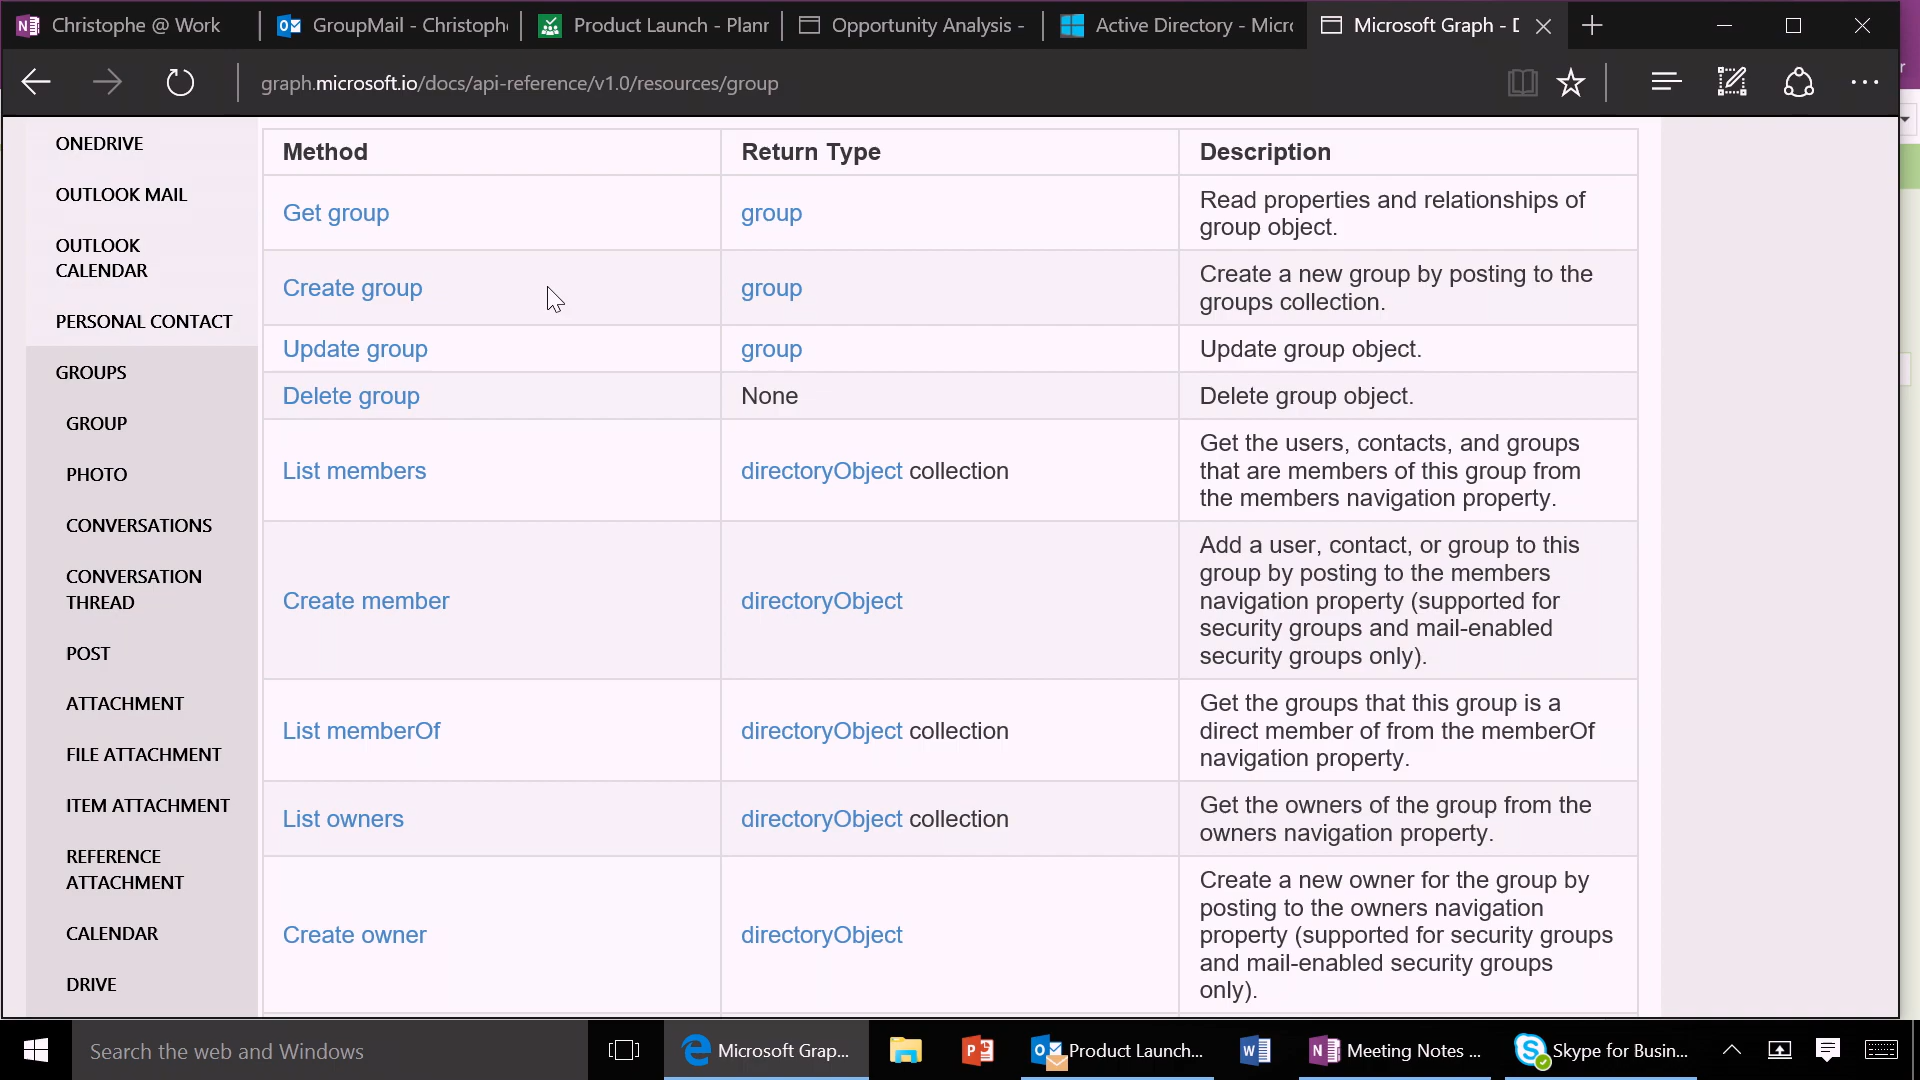 Christophe @ Work
GroupMail - Christophe
Product Launch - Plann
Opportunity Analysis -
Active Directory - Micro
Microsoft Graph - D
graph.microsoft.io/docs/api-reference/v1.0/resources/group
ONEDRIVE
OUTLOOK MAIL
OUTLOOK
CALENDAR
PERSONAL CONTACT
GROUPS
GROUP
PHOTO
CONVERSATIONS
CONVERSATION
THREAD
POST
ATTACHMENT
FILE ATTACHMENT
ITEM ATTACHMENT
REFERENCE
ATTACHMENT
CALENDAR
DRIVE
Method
Return Type
Description
Get group
group
Read properties and relationships of
group object.
Create group
group
Create a new group by posting to the
groups collection.
Update group
group
Update group object.
Delete group
None
Delete group object.
List members
directoryObject collection
Get the users, contacts, and groups
that are members of this group from
the members navigation property.
Create member
directoryObject
Add a user, contact, or group to this
group by posting to the members
navigation property (supported for
security groups and mail-enabled
security groups only).
List memberOf
directoryObject collection
Get the groups that this group is a
direct member of from the memberOf
navigation property.
List owners
directoryObject collection
Get the owners of the group from the
owners navigation property.
Create owner
directoryObject
Create a new owner for the group by
posting to the owners navigation
property (supported for security groups
and mail-enabled security groups
only).
Search the web and Windows
Microsoft Grap...
Product Launch...
Meeting Notes ...
Skype for Busin...